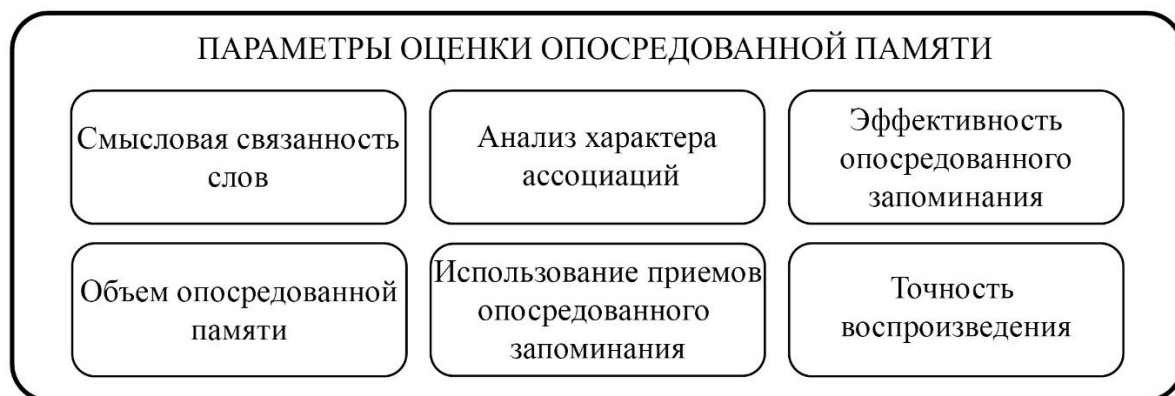 ПАРАМЕТРЫ ОЦЕНКИ ОПОСРЕДОВАННОЙ ПАМЯТИ
Смысловая связанность
слов
Анализ характера
ассоциаций
Эффективность
опосредованного
запоминания
Объем опосредованной
памяти
Использование приемов
опосредованного
запоминания
Точность
воспроизведения